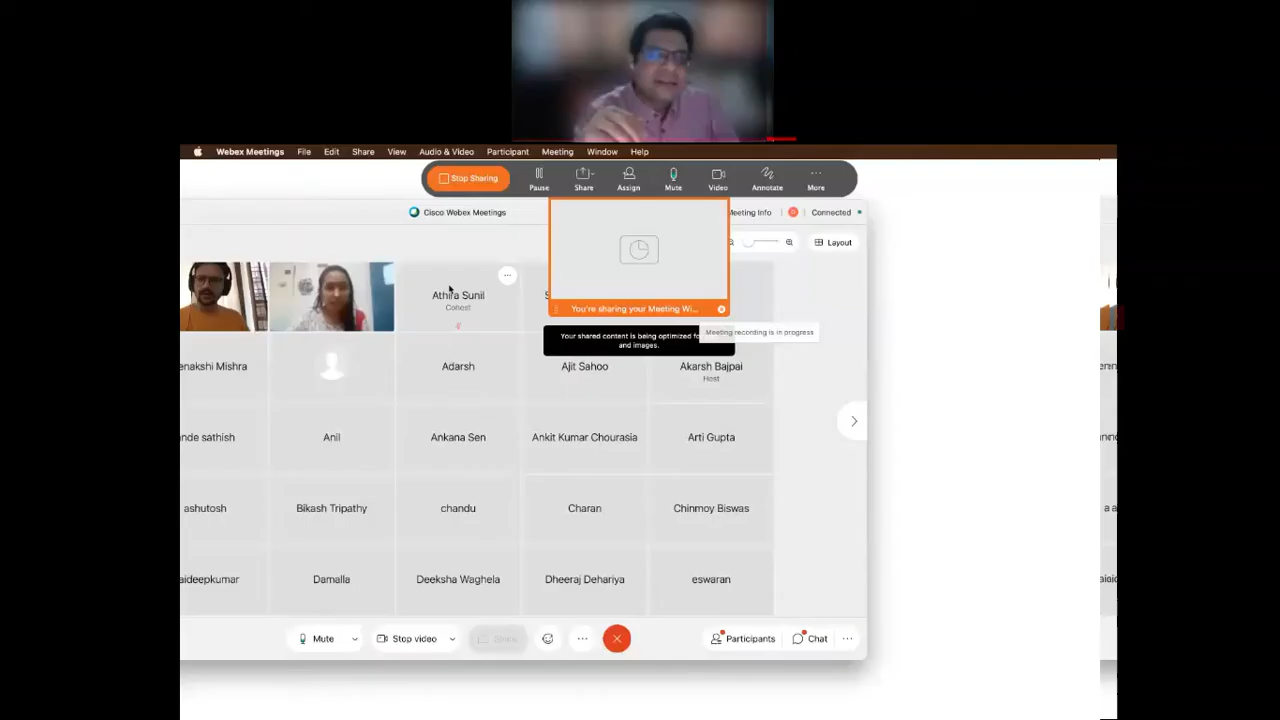 Webex Meetings File Edit Share View Audio & Video Participant Meeting Window Help
Stop Sharing
Pause Share Assign Mute Video Annotate More
Cisco Webex Meetings
Meeting Info Connected
Layout
Athira Sunil
Cohost
You're sharing your Meeting Wi...
Your shared content is being optimized
and images.
Meeting recording is in progress
enakshi Mishra
Adarsh
Ajit Sahoo
Akarsh Bajpai
Host
nde sathish
Anil
Ankana Sen
Ankit Kumar Chourasia
Arti Gupta
ashutosh
Bikash Tripathy
chandu
Charan
Chinmoy Biswas
aideepkumar
Damalla
Deeksha Waghela
Dheeraj Dehariya
eswaran
Mute Stop video Share Participants Chat